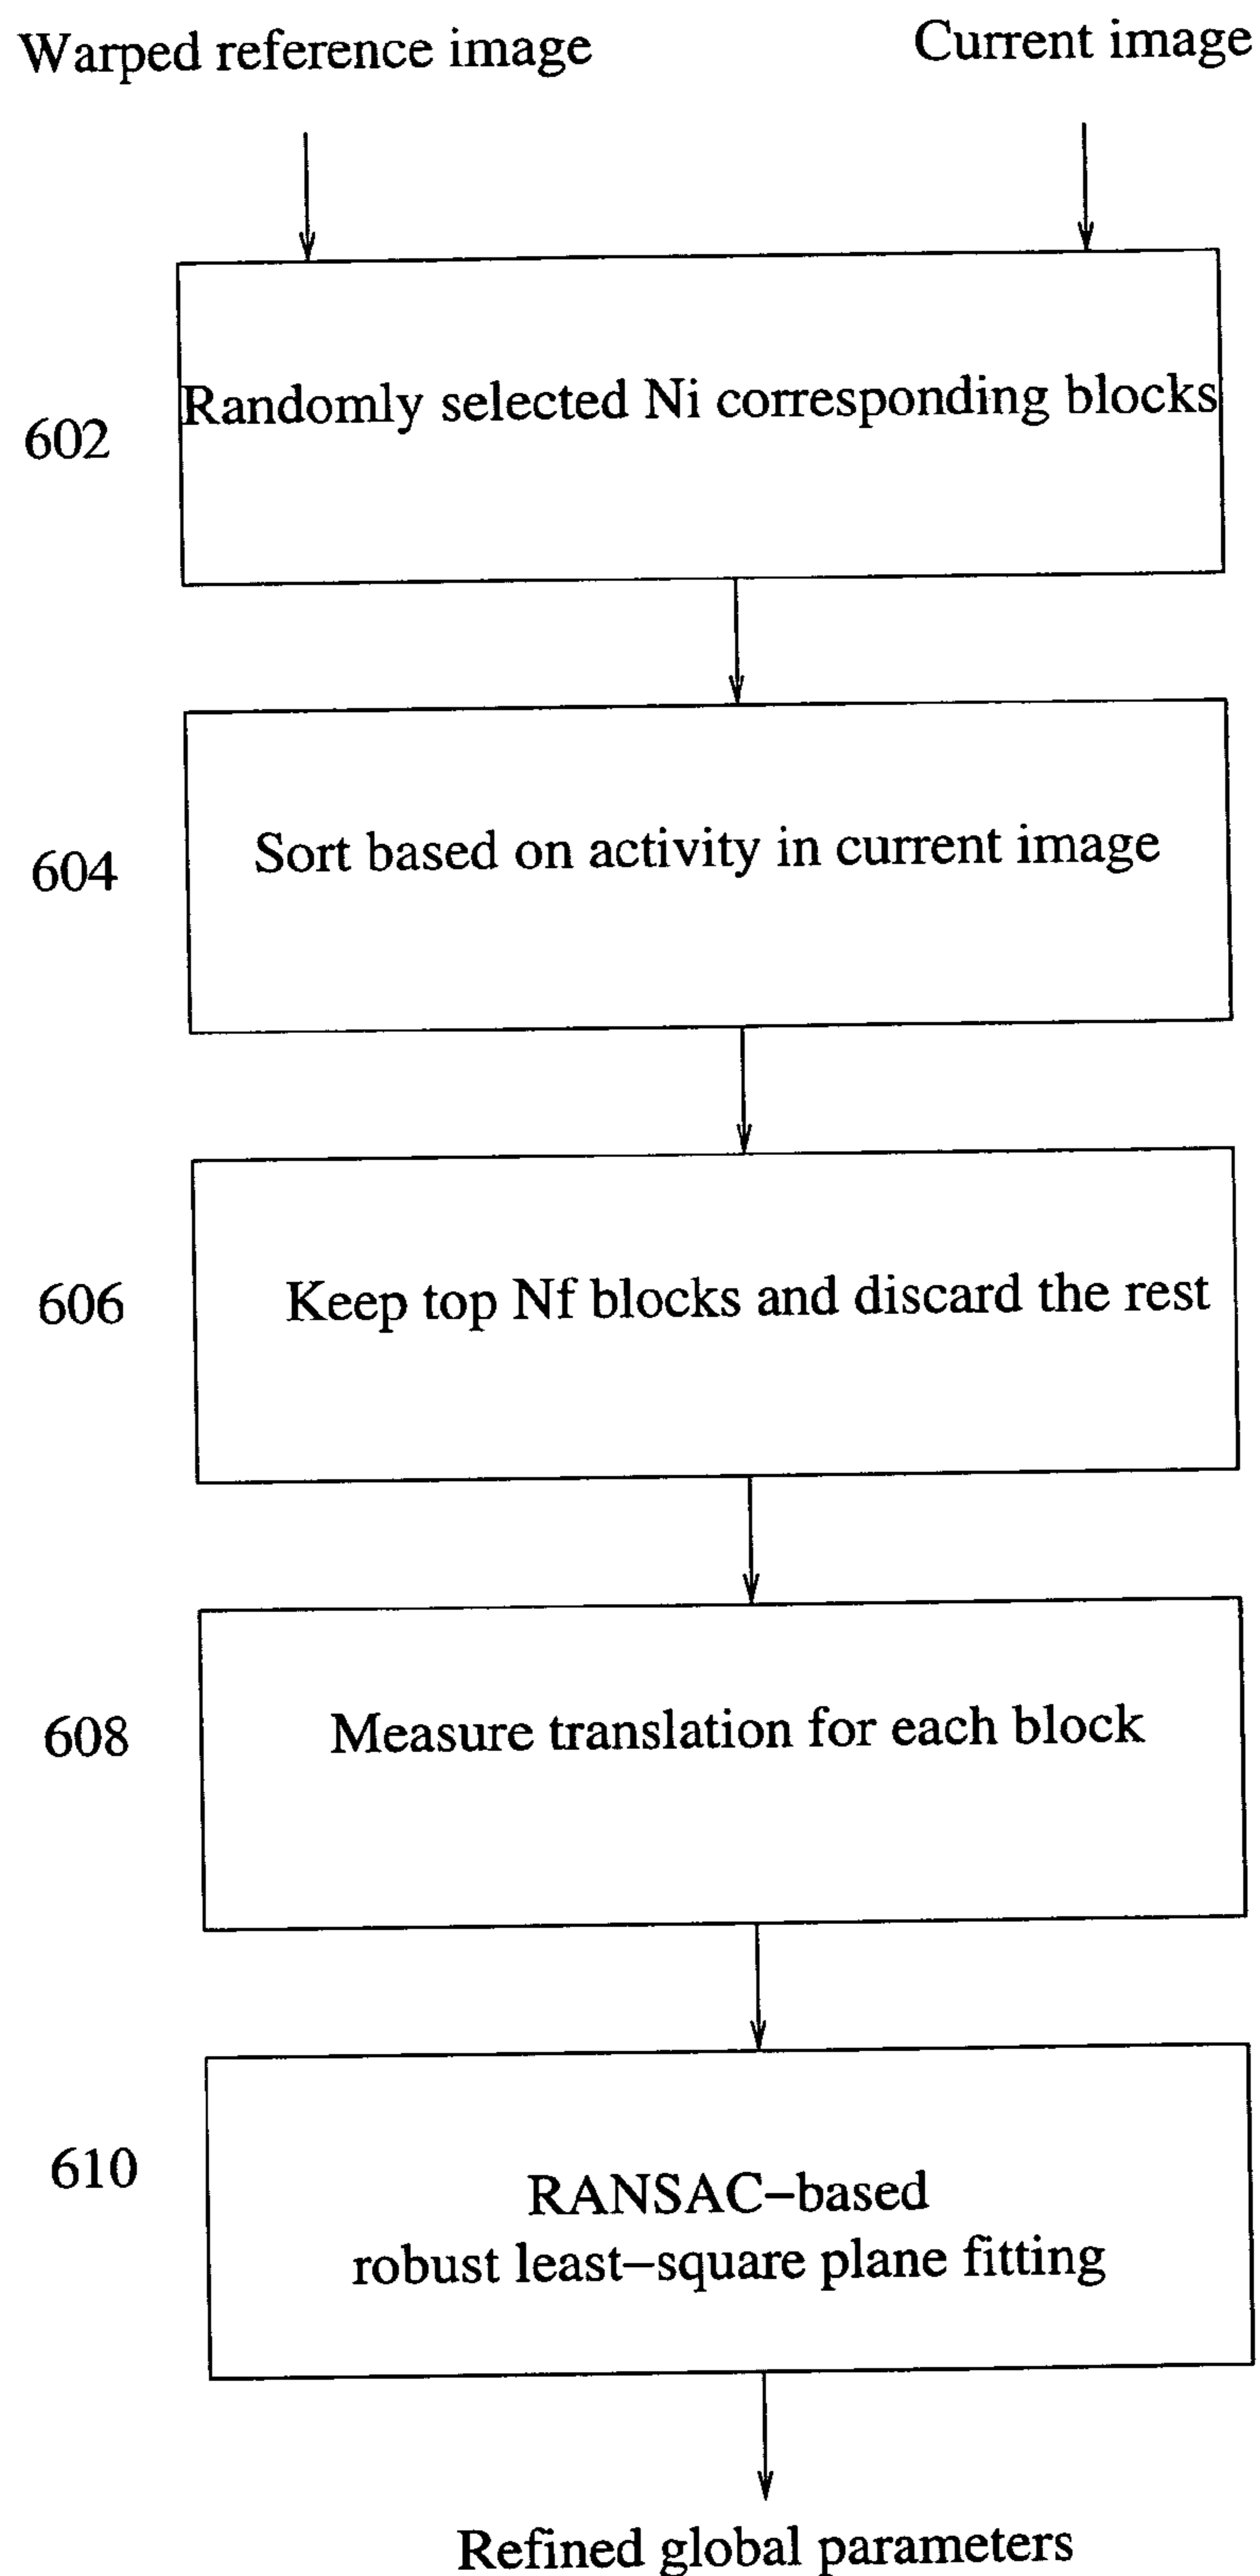 Warped reference image
Current image
602
Randomly selected Ni corresponding blocks
604
Sort based on activity in current image
606
Keep top Nf blocks and discard the rest
608
Measure translation for each block
610
RANSAC–based
robust least–square plane fitting
Refined global parameters